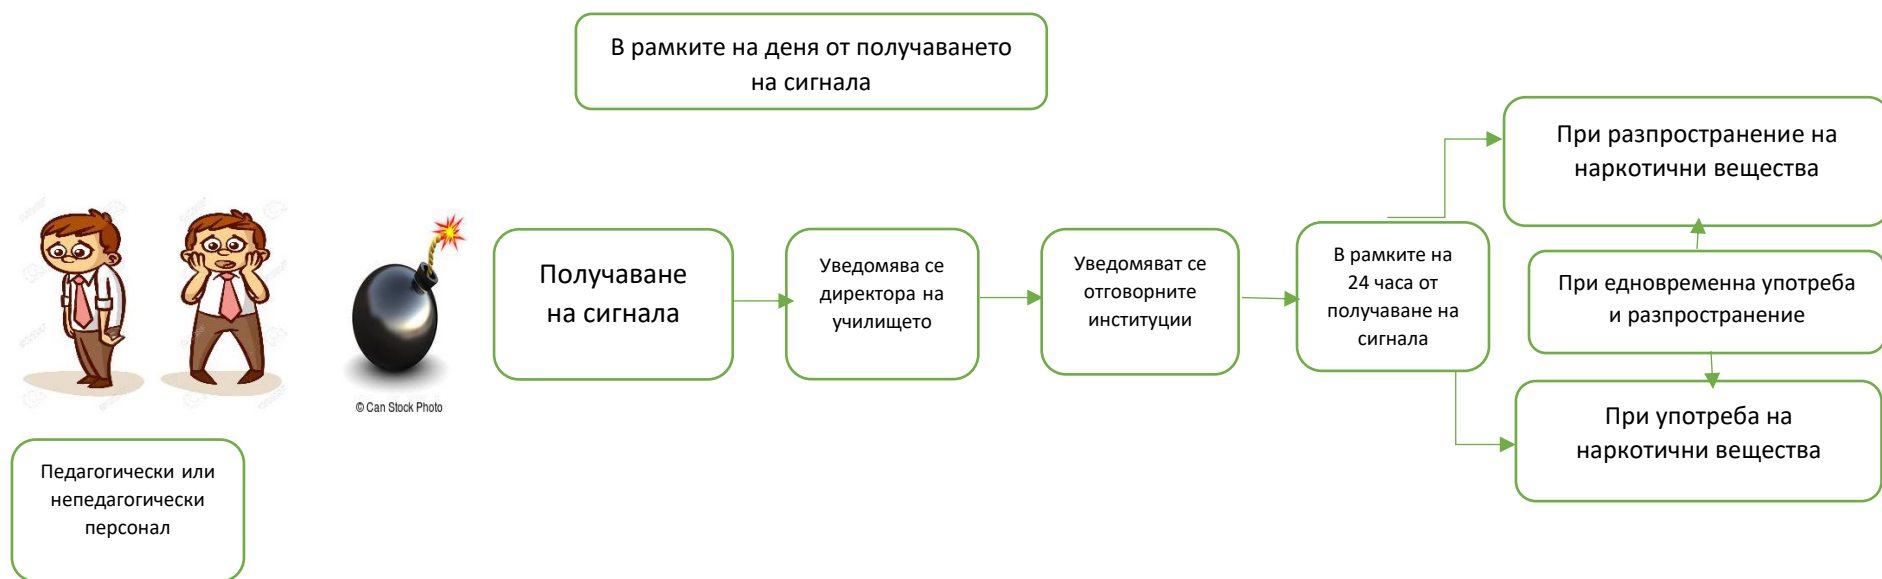 В рамките на деня от получаването
на сигнала
При разпространение на
наркотични вещества
Получаване
на сигнала
Уведомява се
директора на
училището
Уведомяват се
отговорните
институции
В рамките на
24 часа от
получаване на
сигнала
При едновременна употреба
и разпространение
При употреба на
наркотични вещества
© Can Stock Photo
Педагогически или
непедагогически
персонал